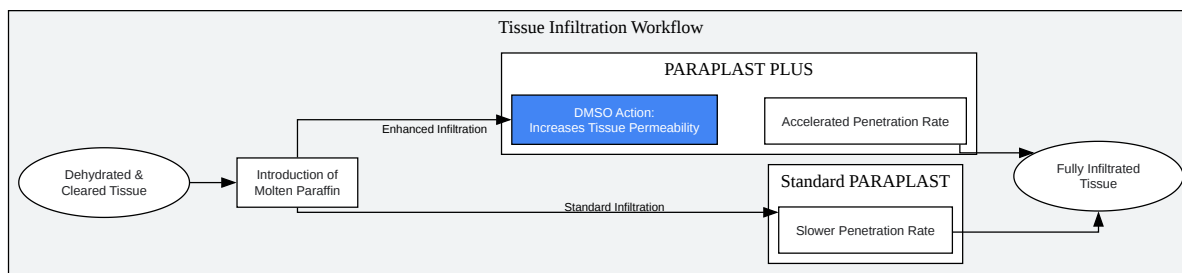 Tissue Infiltration Workflow
PARAPLAST PLUS
DMSO Action:
Increases Tissue Permeability
Accelerated Penetration Rate
Enhanced Infiltration
Dehydrated &
Cleared Tissue
Introduction of
Molten Paraffin
Fully Infiltrated
Tissue
Standard PARAPLAST
Standard Infiltration
Slower Penetration Rate